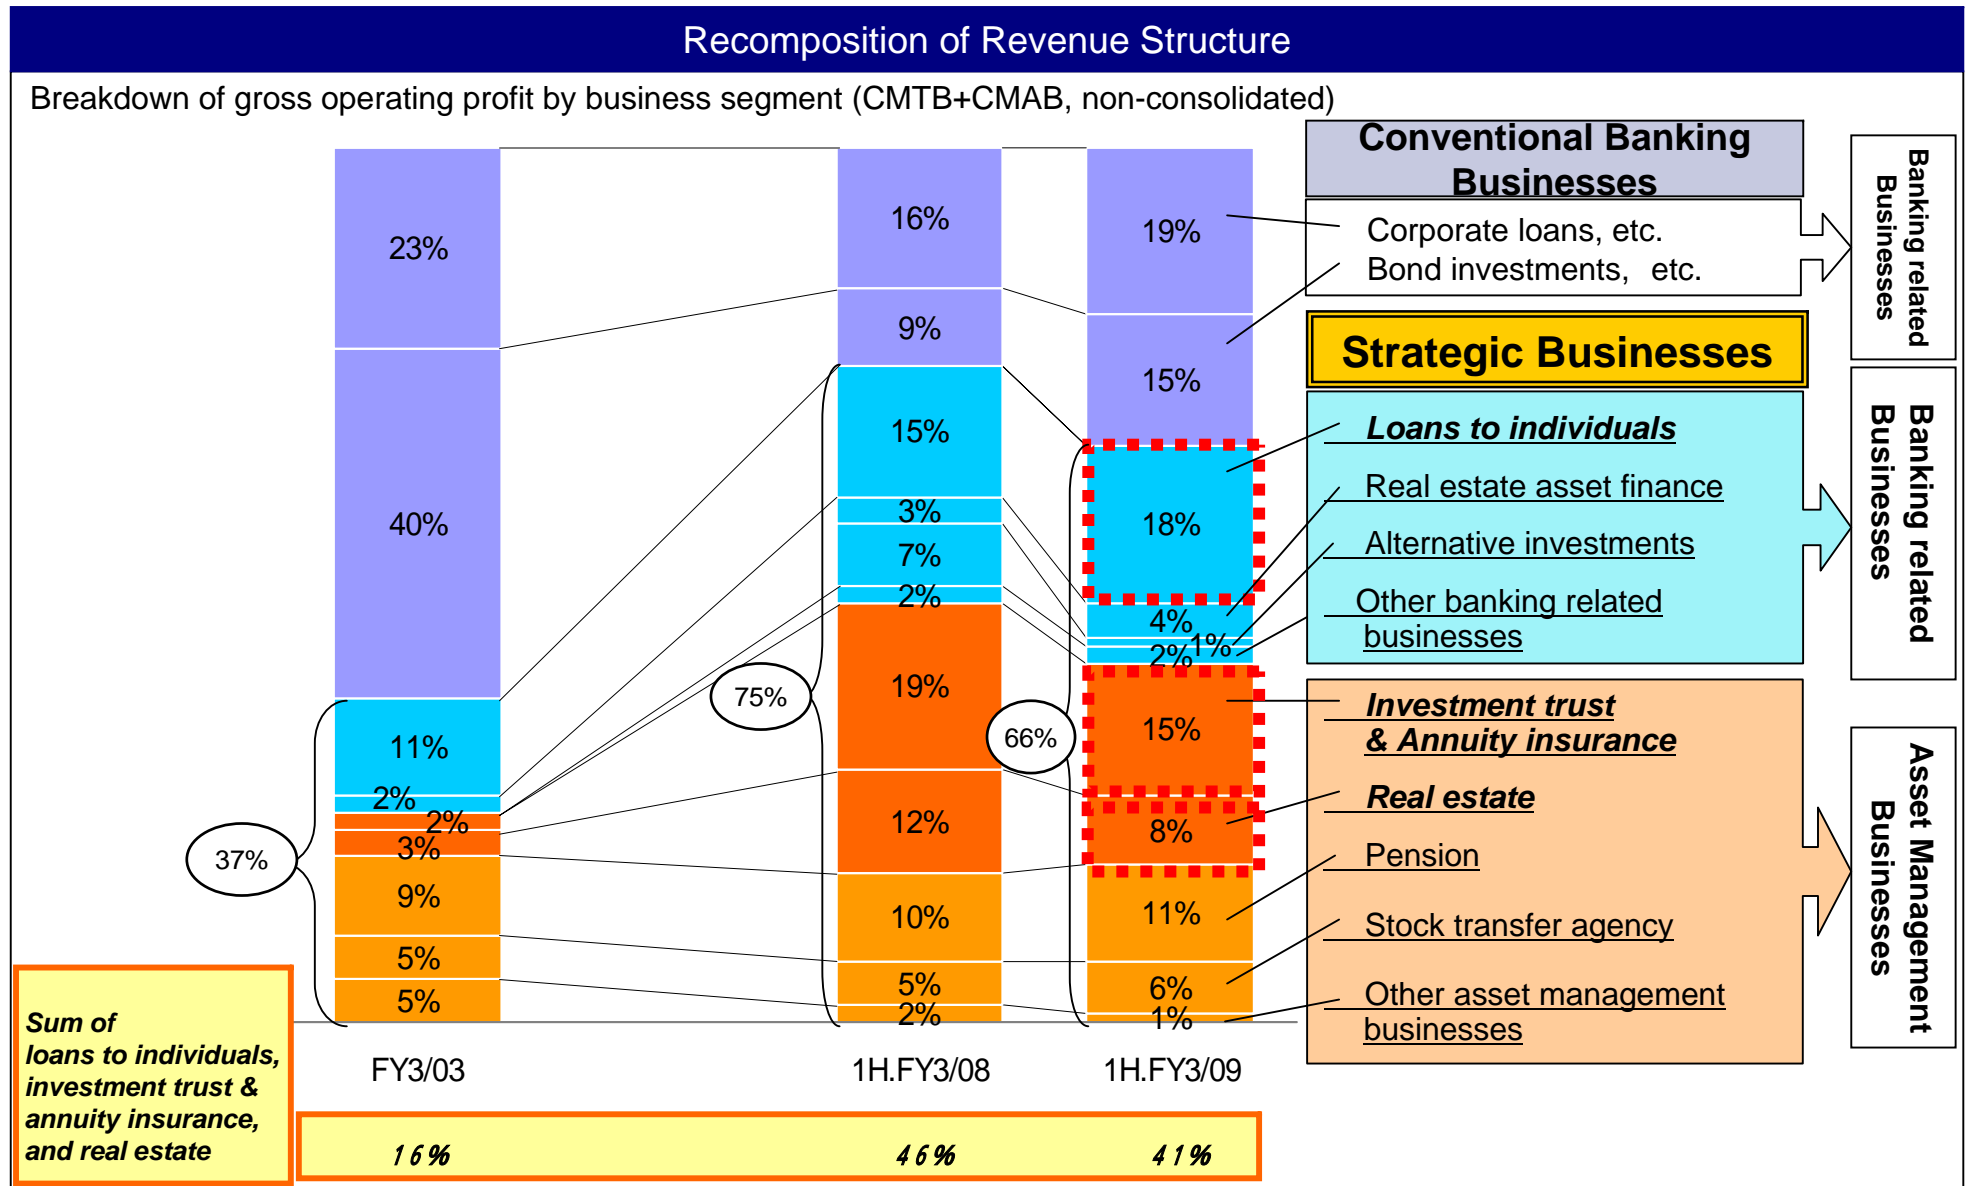 Recomposition of Revenue Structure
Breakdown of gross operating profit by business segment (CMTB+CMAB, non-consolidated)
23%
40%
11%
2%
2%
3%
9%
5%
5%
37%
FY3/03
16%
9%
15%
3%
7%
2%
19%
12%
10%
5%
2%
75%
1H.FY3/08
19%
15%
18%
4%
1%
2%
15%
8%
11%
6%
1%
66%
1H.FY3/09
Conventional Banking
Businesses
Corporate loans, etc.
Bond investments, etc.
Banking related
Businesses
Strategic Businesses
Loans to individuals
Real estate asset finance
Alternative investments
Other banking related
businesses
Banking related
Businesses
Investment trust
& Annuity insurance
Real estate
Pension
Stock transfer agency
Other asset management
businesses
Asset Management
Businesses
Sum of
loans to individuals,
investment trust &
annuity insurance,
and real estate
16%
46%
41%